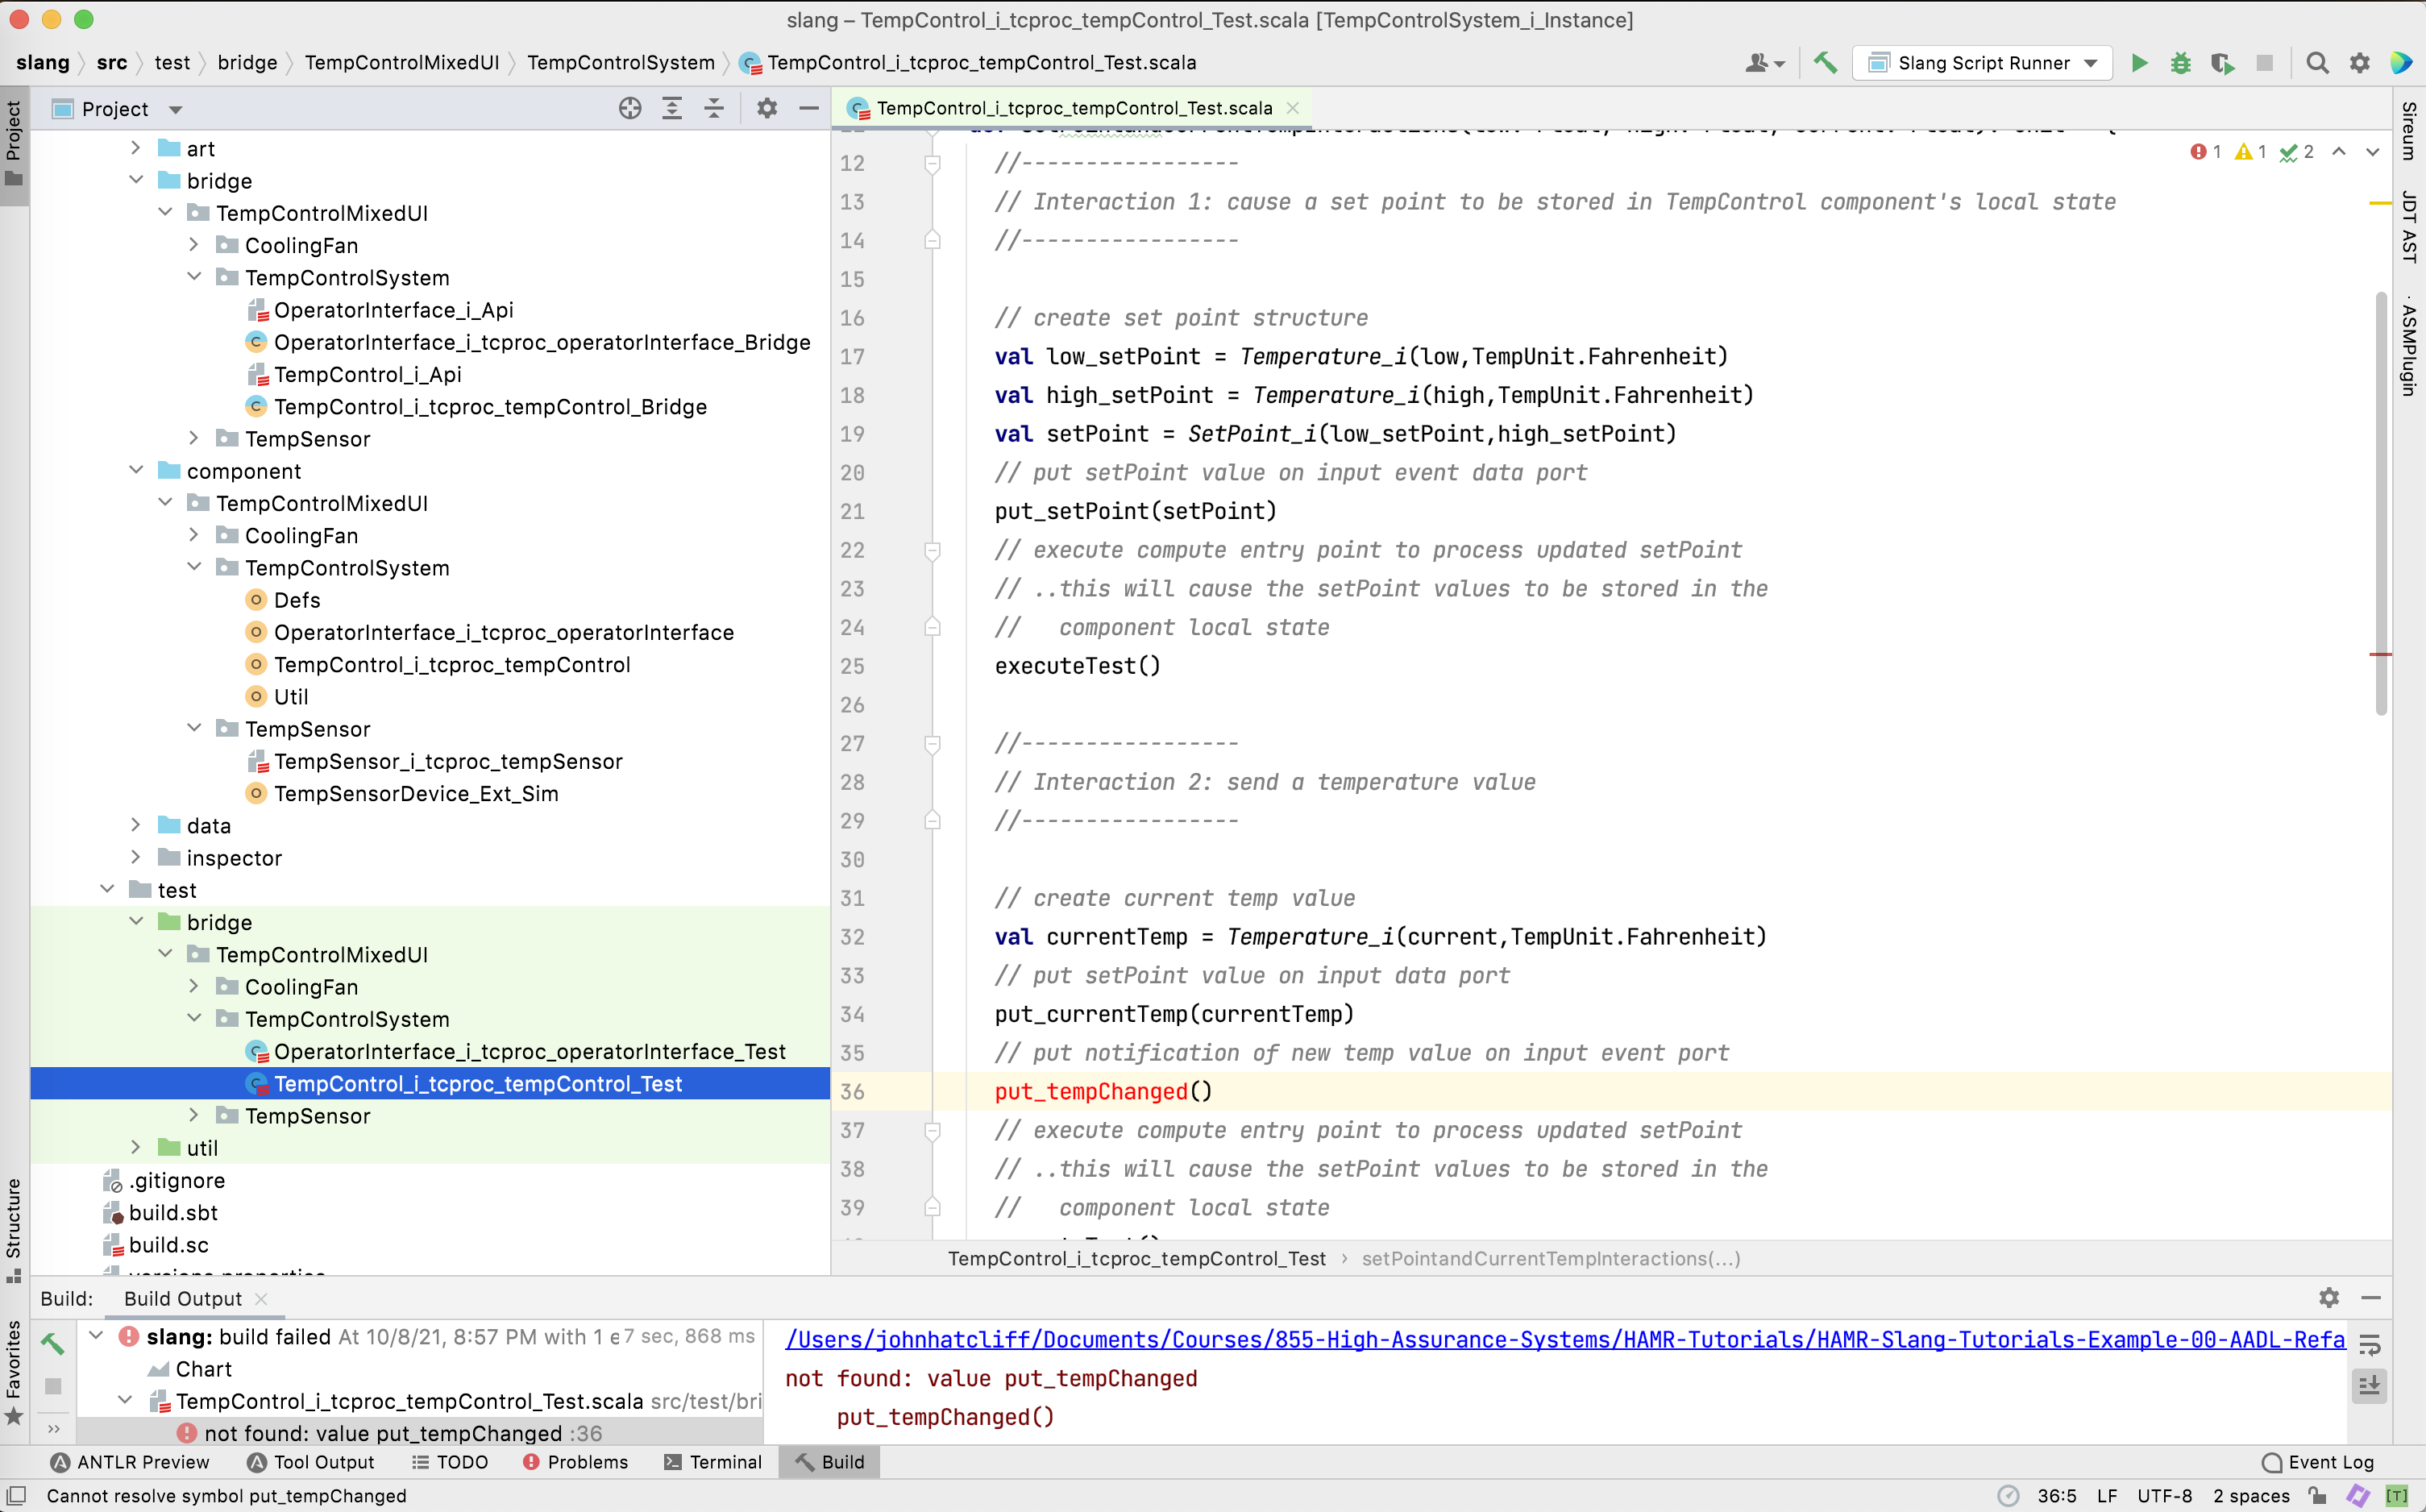 slang – TempControl_i_tcproc_tempControl_Test.scala [TempControlSystem_i_Instance]
slang
src
test
bridge
TempControlMixedUI
TempControlSystem
TempControl_i_tcproc_tempControl_Test.scala
Slang Script Runner
Project
Project
TempControl_i_tcproc_tempControl_Test.scala
Sireum
JDT AST
ASMPlugin
1 1 2
art
bridge
TempControlMixedUI
CoolingFan
TempControlSystem
OperatorInterface_i_Api
OperatorInterface_i_tcproc_operatorInterface_Bridge
TempControl_i_Api
TempControl_i_tcproc_tempControl_Bridge
TempSensor
component
TempControlMixedUI
CoolingFan
TempControlSystem
Defs
OperatorInterface_i_tcproc_operatorInterface
TempControl_i_tcproc_tempControl
Util
TempSensor
TempSensor_i_tcproc_tempSensor
TempSensorDevice_Ext_Sim
data
inspector
test
bridge
TempControlMixedUI
CoolingFan
TempControlSystem
OperatorInterface_i_tcproc_operatorInterface_Test
TempControl_i_tcproc_tempControl_Test
TempSensor
util
.gitignore
build.sbt
build.sc
12 //-----------------
13 // Interaction 1: cause a set point to be stored in TempControl component's local state
14 //-----------------
15
16 // create set point structure
17 val low_setPoint = Temperature_i(low,TempUnit.Fahrenheit)
18 val high_setPoint = Temperature_i(high,TempUnit.Fahrenheit)
19 val setPoint = SetPoint_i(low_setPoint,high_setPoint)
20 // put setPoint value on input event data port
21 put_setPoint(setPoint)
22 // execute compute entry point to process updated setPoint
23 // ..this will cause the setPoint values to be stored in the
24 //   component local state
25 executeTest()
26
27 //-----------------
28 // Interaction 2: send a temperature value
29 //-----------------
30
31 // create current temp value
32 val currentTemp = Temperature_i(current,TempUnit.Fahrenheit)
33 // put setPoint value on input data port
34 put_currentTemp(currentTemp)
35 // put notification of new temp value on input event port
36 put_tempChanged()
37 // execute compute entry point to process updated setPoint
38 // ..this will cause the setPoint values to be stored in the
39 //   component local state
TempControl_i_tcproc_tempControl_Test › setPointandCurrentTempInteractions(...)
Structure
Favorites
Build: Build Output
slang: build failed At 10/8/21, 8:57 PM with 1 e 7 sec, 868 ms
Chart
TempControl_i_tcproc_tempControl_Test.scala src/test/bri
not found: value put_tempChanged :36
/Users/johnhatcliff/Documents/Courses/855-High-Assurance-Systems/HAMR-Tutorials/HAMR-Slang-Tutorials-Example-00-AADL-Refa
not found: value put_tempChanged
put_tempChanged()
ANTLR Preview
Tool Output
TODO
Problems
Terminal
Build
Event Log
Cannot resolve symbol put_tempChanged
36:5 LF UTF-8 2 spaces [T]